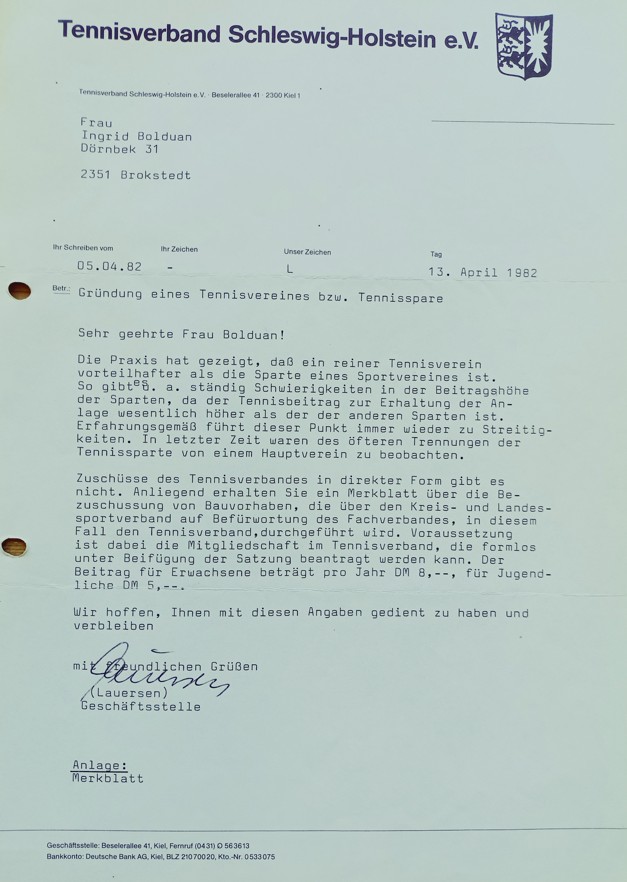 Tennisverband Schleswig-Holstein e.V.
Tennisverband Schleswig-Holstein e.V. · Beselerallee 41 · 2300 Kiel 1
Frau
Ingrid Bolduan
Dörnbek 31
2351 Brokstedt
Ihr Schreiben vom Ihr Zeichen Unser Zeichen Tag
05.04.82 - L 13. April 1982
Betr.: Gründung eines Tennisvereines bzw. Tennisspare
Sehr geehrte Frau Bolduan!
Die Praxis hat gezeigt, daß ein reiner Tennisverein
vorteilhafter als die Sparte eines Sportvereines ist.
So gibt es u. a. ständig Schwierigkeiten in der Beitragshöhe
der Sparten, da der Tennisbeitrag zur Erhaltung der An-
lage wesentlich höher als der der anderen Sparten ist.
Erfahrungsgemäß führt dieser Punkt immer wieder zu Streitig-
keiten. In letzter Zeit waren des öfteren Trennungen der
Tennissparte von einem Hauptverein zu beobachten.
Zuschüsse des Tennisverbandes in direkter Form gibt es
nicht. Anliegend erhalten Sie ein Merkblatt über die Be-
zuschussung von Bauvorhaben, die über den Kreis- und Landes-
sportverband auf Befürwortung des Fachverbandes, in diesem
Fall den Tennisverband,durchgeführt wird. Voraussetzung
ist dabei die Mitgliedschaft im Tennisverband, die formlos
unter Beifügung der Satzung beantragt werden kann. Der
Beitrag für Erwachsene beträgt pro Jahr DM 8,--, für Jugend-
liche DM 5,--.
Wir hoffen, Ihnen mit diesen Angaben gedient zu haben und
verbleiben
mit freundlichen Grüßen
Lauersen
(Lauersen)
Geschäftsstelle
Anlage:
Merkblatt
Geschäftsstelle: Beselerallee 41, Kiel, Fernruf (0431) 563613
Bankkonto: Deutsche Bank AG, Kiel, BLZ 210 700 20, Kto.-Nr. 0 533 075